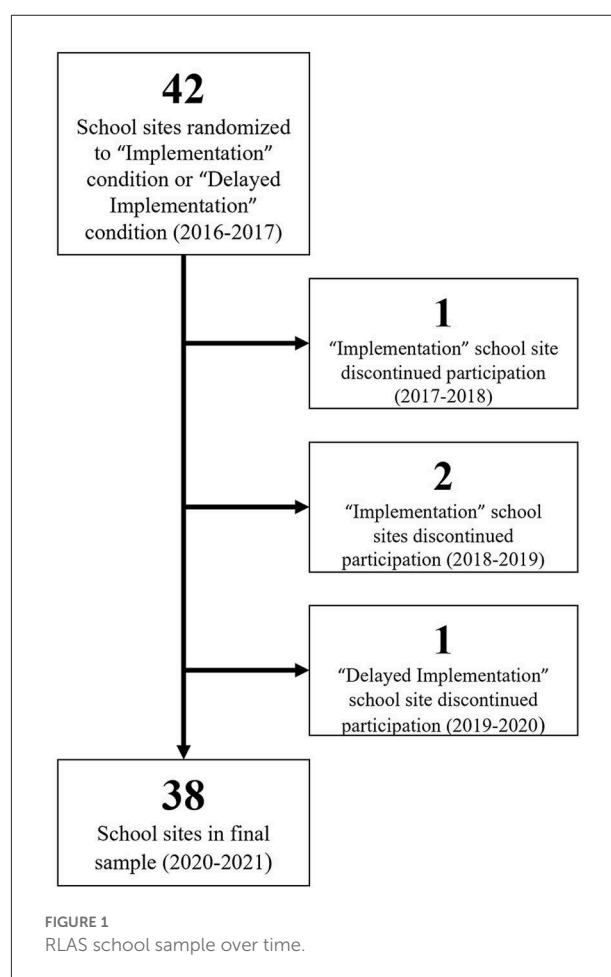 42
School sites randomized
to “Implementation”
condition or “Delayed
Implementation”
condition (2016-2017)
1
“Implementation” school site
discontinued participation
(2017-2018)
2
“Implementation” school
sites discontinued
participation (2018-2019)
1
“Delayed Implementation”
school site discontinued
participation (2019-2020)
38
School sites in final
sample (2020-2021)
FIGURE 1
RLAS school sample over time.